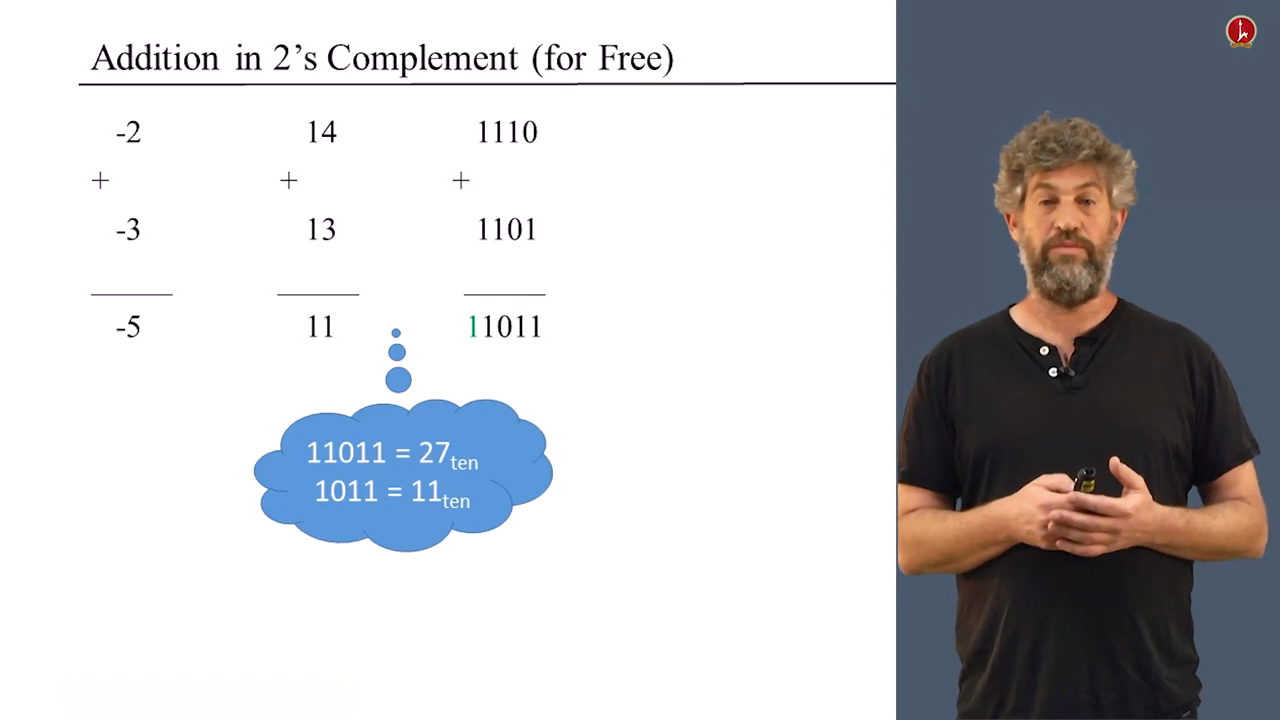 Addition in 2’s Complement (for Free)
-2 14 1110
+ + +
-3 13 1101
-5 11 11011
11011 = 27ten
1011 = 11ten